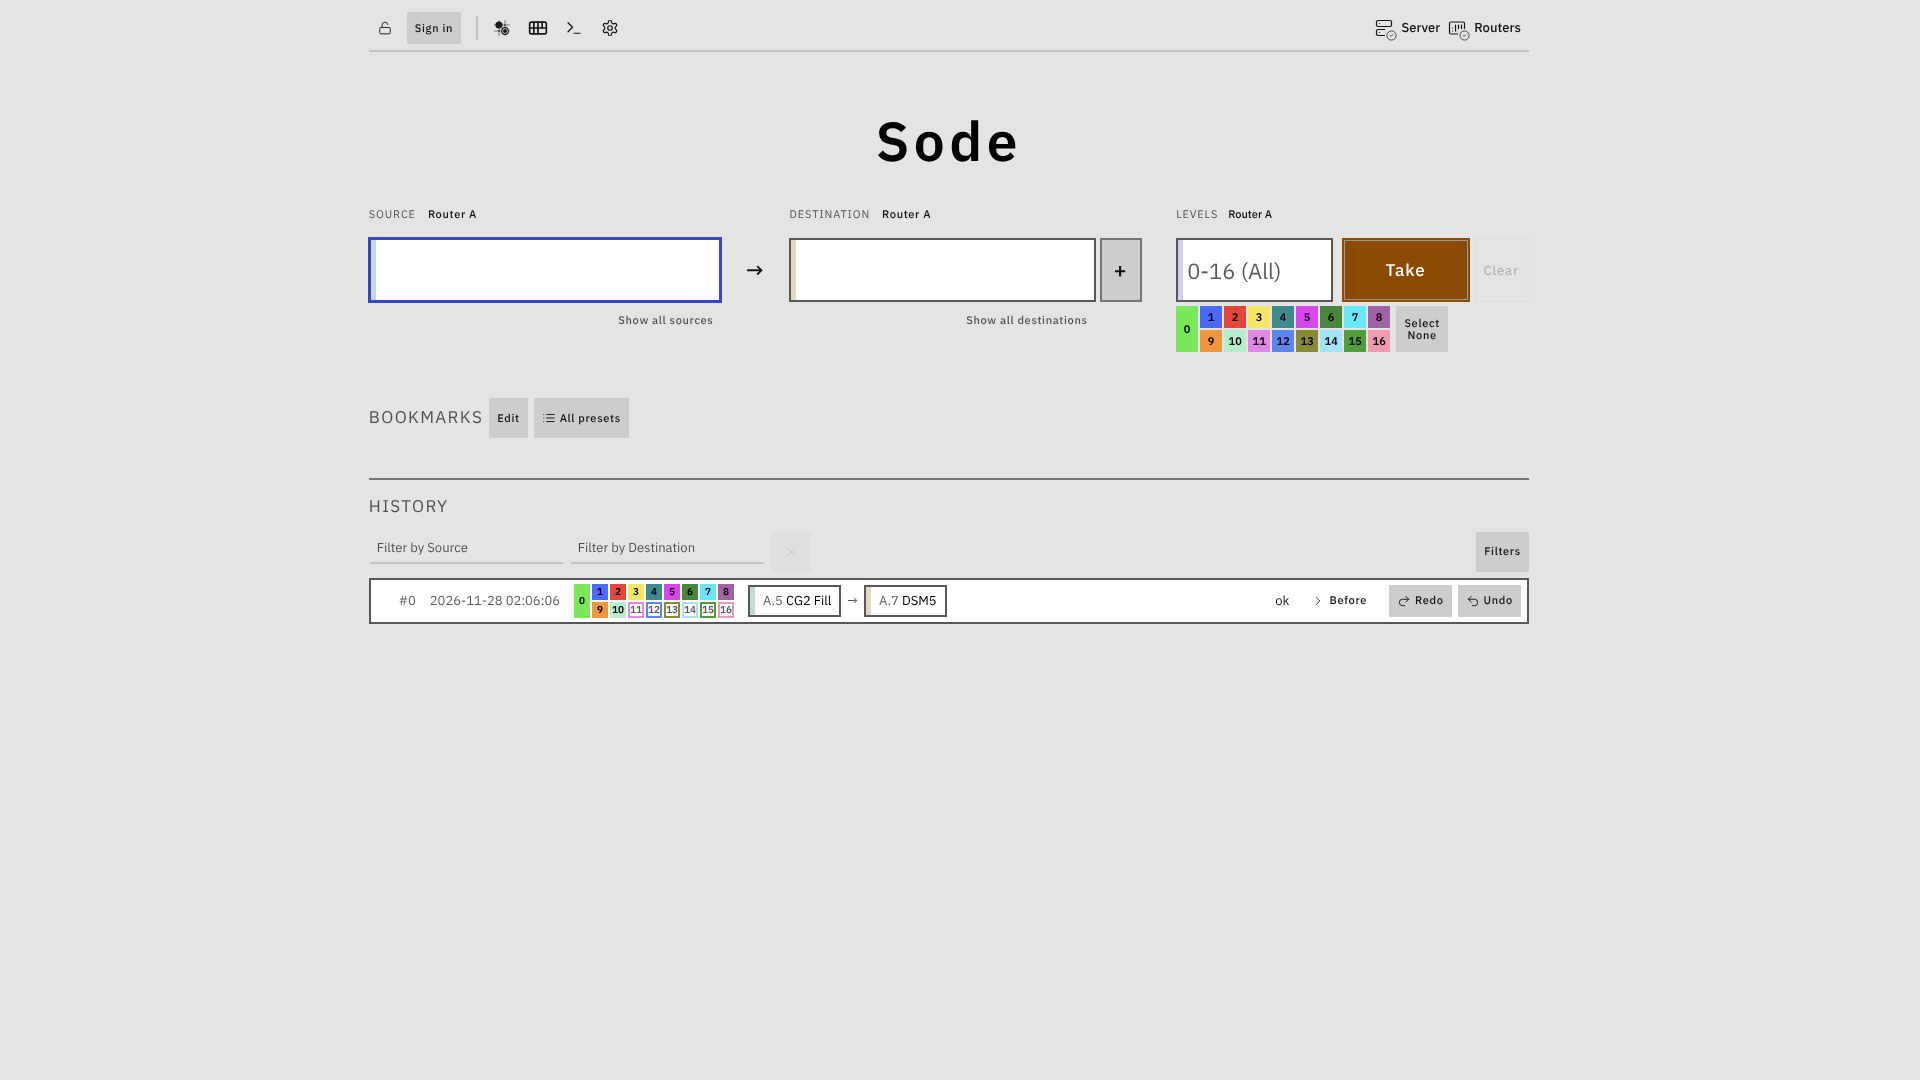 Sign in
Server Routers
Sode
SOURCE Router A
DESTINATION Router A
LEVELS Router A
→
+
0-16 (All)
Take
Clear
Show all sources
Show all destinations
0 1 2 3 4 5 6 7 8
9 10 11 12 13 14 15 16
Select
None
BOOKMARKS Edit All presets
HISTORY
Filter by Source Filter by Destination × Filters
#0 2026-11-28 02:06:06 0 1 2 3 4 5 6 7 8
9 10 11 12 13 14 15 16
A.5 CG2 Fill → A.7 DSM5 ok > Before Redo Undo